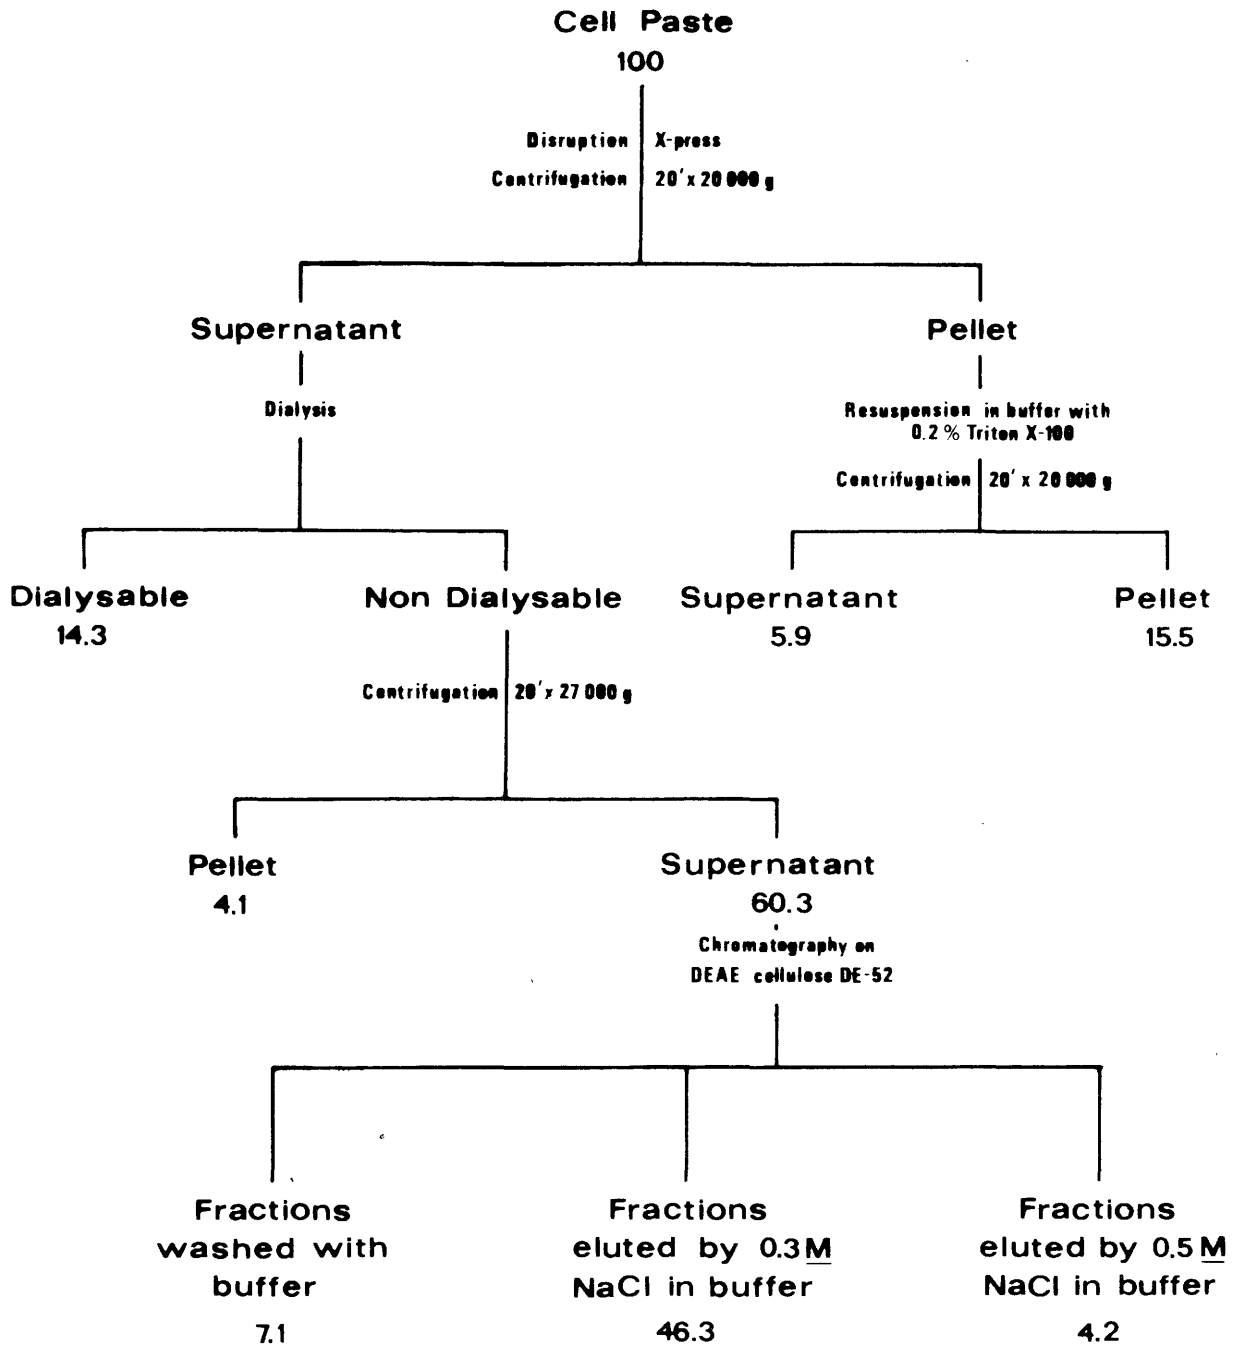 Cell Paste
100
Disruption X-press
Centrifugation 20' x 20 000 g
Supernatant Pellet
Dialysis
Resuspension in buffer with
0.2 % Triton X-100
Centrifugation 20' x 20 000 g
Dialysable Non Dialysable Supernatant Pellet
14.3 5.9 15.5
Centrifugation 20' x 27 000 g
Pellet Supernatant
4.1 60.3
Chromatography on
DEAE cellulose DE-52
Fractions
washed with
buffer
7.1
Fractions
eluted by 0.3 M
NaCl in buffer
46.3
Fractions
eluted by 0.5 M
NaCl in buffer
4.2